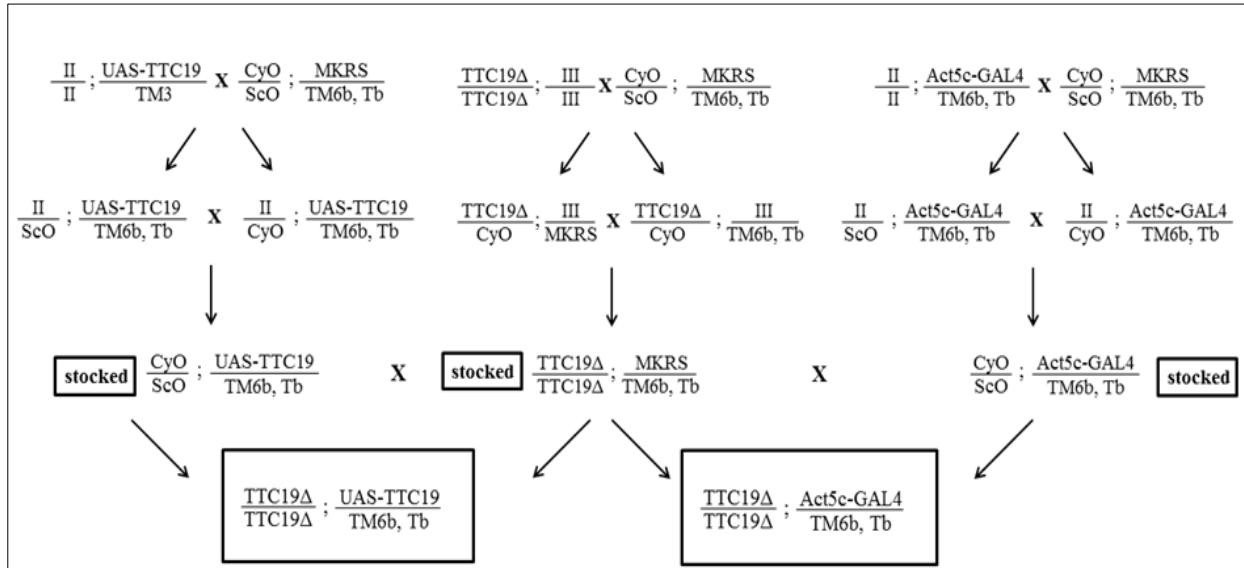 II/II ; UAS-TTC19/TM3 X CyO/ScO ; MKRS/TM6b, Tb
TTC19Δ/TTC19Δ ; III/III X CyO/ScO ; MKRS/TM6b, Tb
II/II ; Act5c-GAL4/TM6b, Tb X CyO/ScO ; MKRS/TM6b, Tb
II/ScO ; UAS-TTC19/TM6b, Tb X II/CyO ; UAS-TTC19/TM6b, Tb
TTC19Δ/CyO ; III/MKRS X TTC19Δ/CyO ; III/TM6b, Tb
II/ScO ; Act5c-GAL4/TM6b, Tb X II/CyO ; Act5c-GAL4/TM6b, Tb
stocked CyO/ScO ; UAS-TTC19/TM6b, Tb X stocked TTC19Δ/TTC19Δ ; MKRS/TM6b, Tb X CyO/ScO ; Act5c-GAL4/TM6b, Tb stocked
TTC19Δ/TTC19Δ ; UAS-TTC19/TM6b, Tb
TTC19Δ/TTC19Δ ; Act5c-GAL4/TM6b, Tb